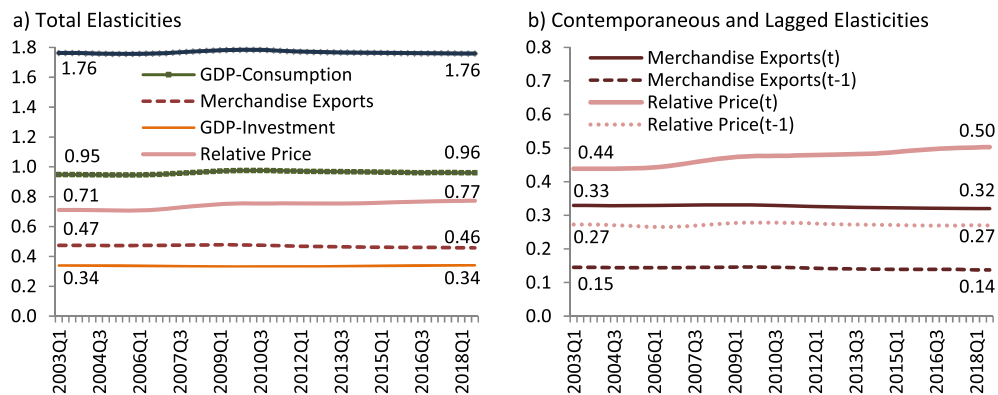 a) Total Elasticities
1.8
1.6
1.4
1.2
1.0
0.8
0.6
0.4
0.2
0.0
1.76
1.76
GDP-Consumption
Merchandise Exports
GDP-Investment
Relative Price
0.95
0.96
0.71
0.77
0.47
0.46
0.34
0.34
2003Q1
2004Q3
2006Q1
2007Q3
2009Q1
2010Q3
2012Q1
2013Q3
2015Q1
2016Q3
2018Q1
b) Contemporaneous and Lagged Elasticities
0.8
0.7
0.6
0.5
0.4
0.3
0.2
0.1
0.0
Merchandise Exports(t)
Merchandise Exports(t-1)
Relative Price(t)
Relative Price(t-1)
0.44
0.50
0.33
0.32
0.27
0.27
0.15
0.14
2003Q1
2004Q3
2006Q1
2007Q3
2009Q1
2010Q3
2012Q1
2013Q3
2015Q1
2016Q3
2018Q1